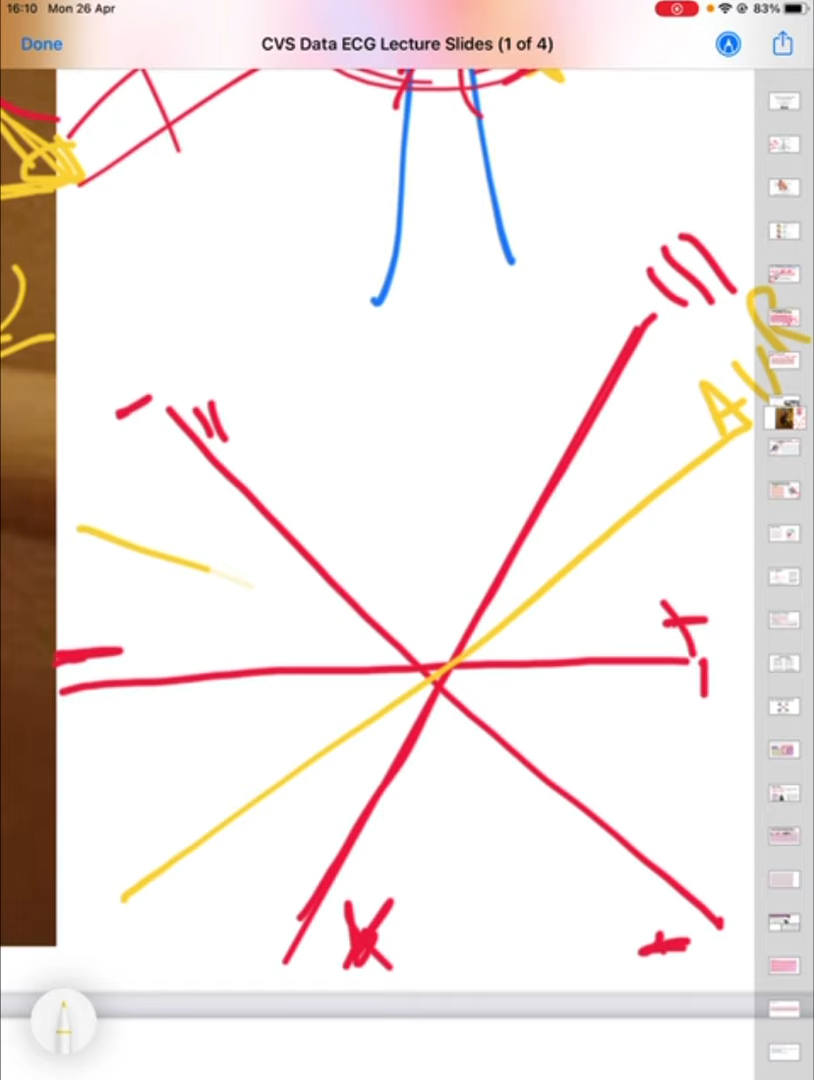 16:10 Mon 26 Apr 83%
Done CVS Data ECG Lecture Slides (1 of 4)
III
AVR
- II
- +
I
+